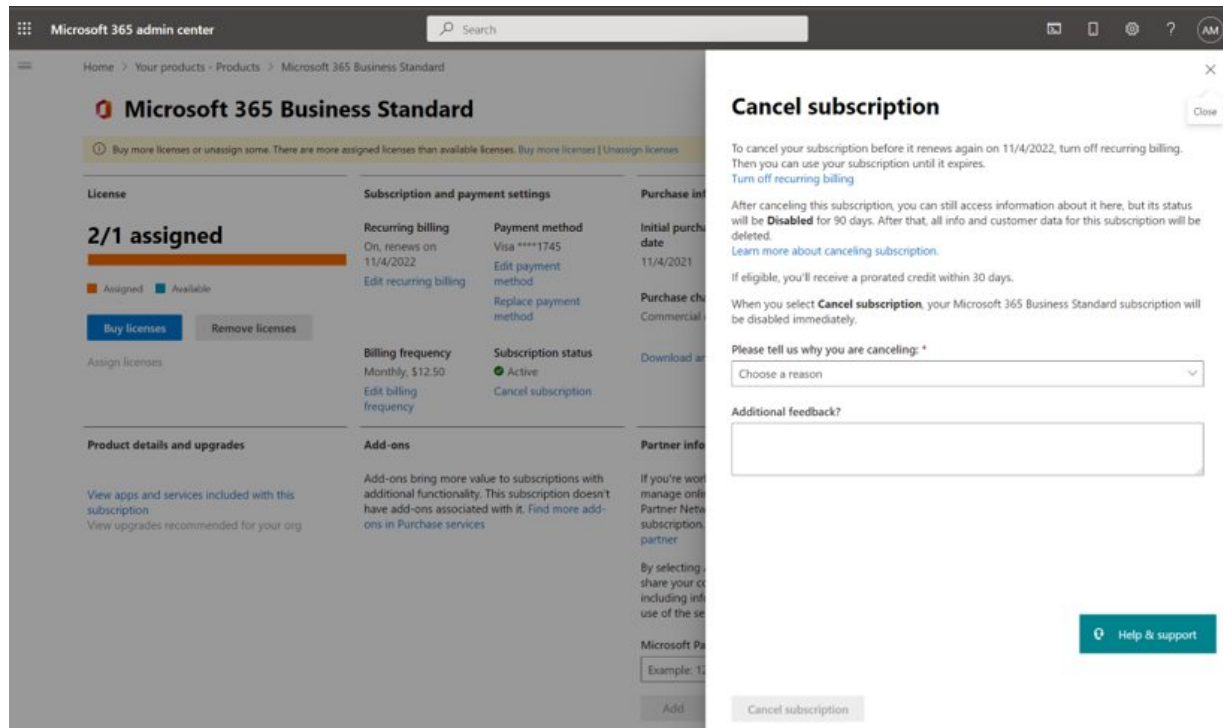 Microsoft 365 admin center
Search
AM
Home > Your products - Products > Microsoft 365 Business Standard
Microsoft 365 Business Standard
Buy more licenses or unassign some. There are more assigned licenses than available licenses. Buy more licenses | Unassign licenses
License
2/1 assigned
Assigned
Available
Buy licenses
Remove licenses
Assign licenses
Subscription and payment settings
Recurring billing
On, renews on
11/4/2022
Edit recurring billing
Payment method
Visa ****1745
Edit payment
method
Replace payment
method
Billing frequency
Monthly, $12.50
Edit billing
frequency
Subscription status
Active
Cancel subscription
Purchase inf
Initial purch
date
11/4/2021
Purchase cha
Commercial
Download an
Product details and upgrades
View apps and services included with this
subscription
View upgrades recommended for your org
Add-ons
Add-ons bring more value to subscriptions with
additional functionality. This subscription doesn't
have add-ons associated with it. Find more add-
ons in Purchase services
Partner info
If you're wor
manage onli
Partner Netw
subscription.
partner
By selecting
share your co
including inf
use of the se
Microsoft Pa
Example: 12
Add
Close
Cancel subscription
To cancel your subscription before it renews again on 11/4/2022, turn off recurring billing.
Then you can use your subscription until it expires.
Turn off recurring billing
After canceling this subscription, you can still access information about it here, but its status
will be Disabled for 90 days. After that, all info and customer data for this subscription will be
deleted.
Learn more about canceling subscription.
If eligible, you'll receive a prorated credit within 30 days.
When you select Cancel subscription, your Microsoft 365 Business Standard subscription will
be disabled immediately.
Please tell us why you are canceling: *
Choose a reason
Additional feedback?
Help & support
Cancel subscription